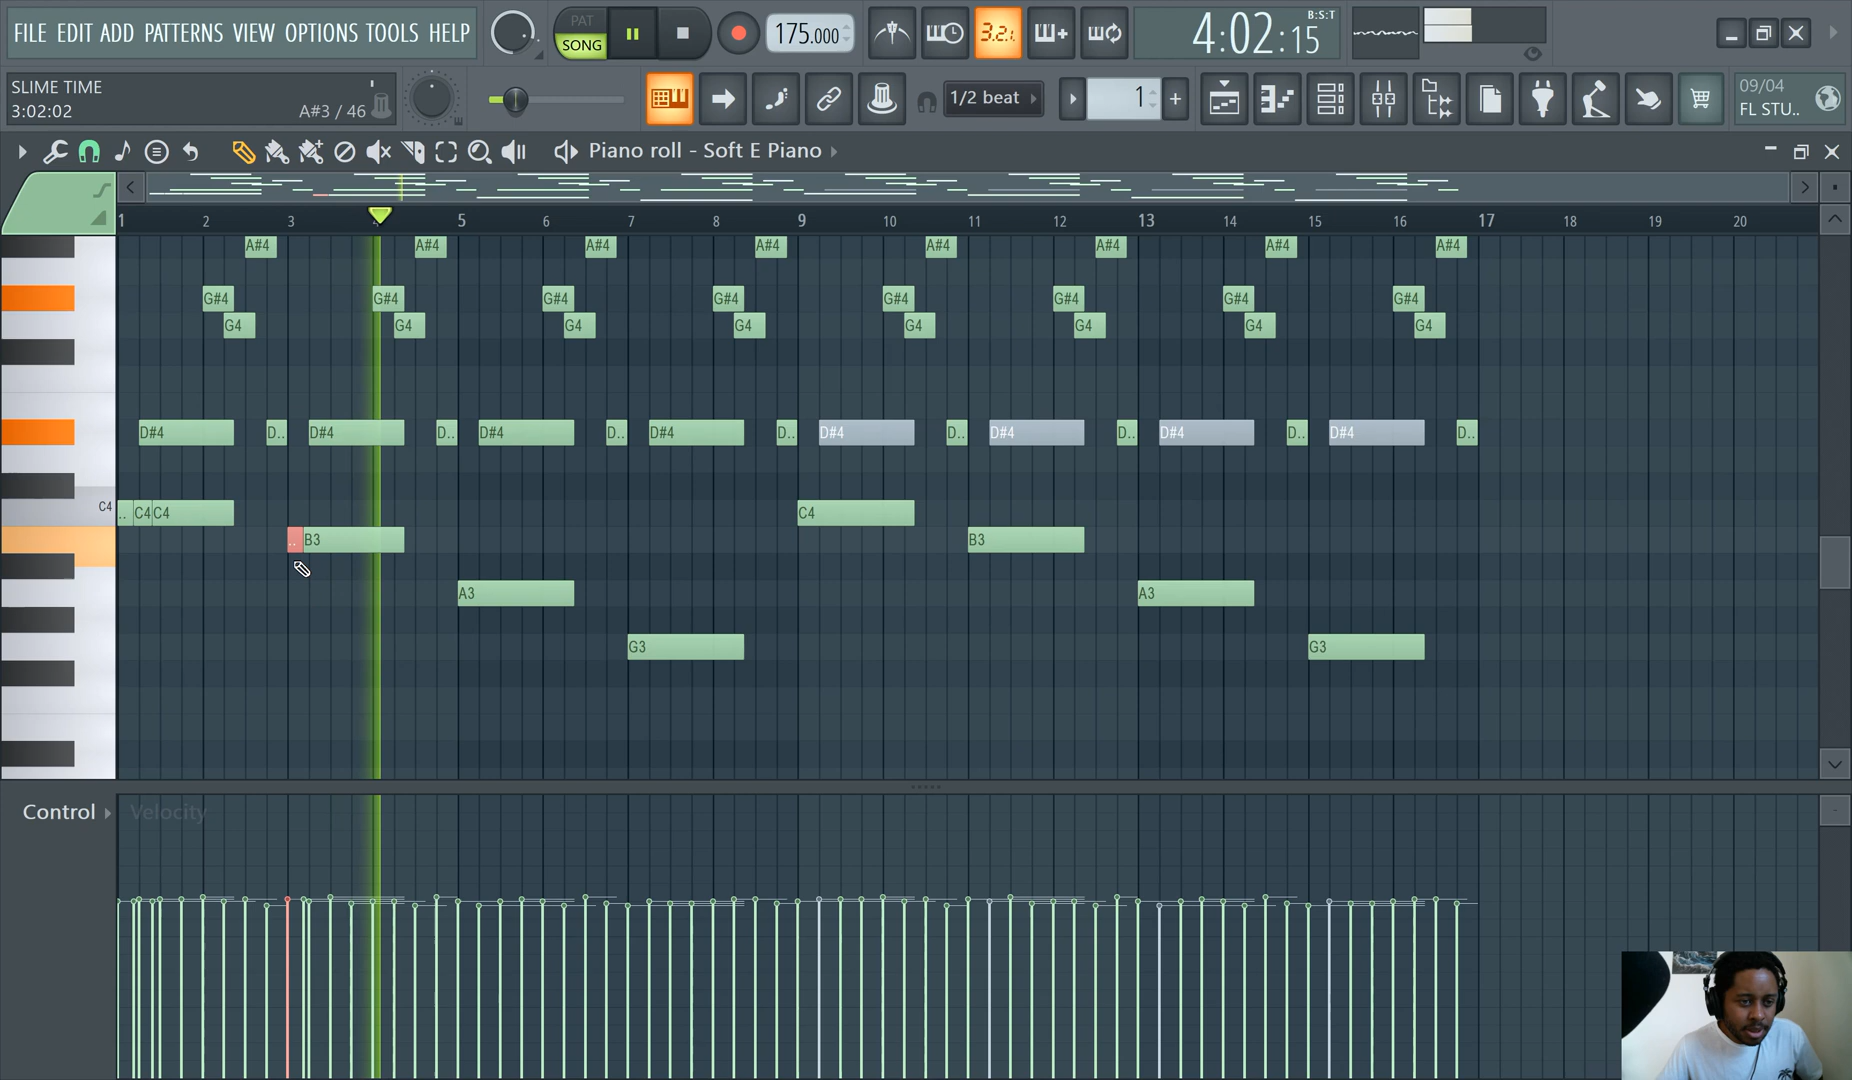 FILE EDIT ADD PATTERNS VIEW OPTIONS TOOLS HELP
PAT
SONG
175.000
3.2.
B:S:T
4:02:15
SLIME TIME
3:02:02
A#3 / 46
1/2 beat
1
09/04
FL STU..
Piano roll - Soft E Piano
1 2 3 5 6 7 8 9 10 11 12 13 14 15 16 17 18 19 20
A#4 A#4 A#4 A#4 A#4 A#4 A#4 A#4
G#4 G#4 G#4 G#4 G#4 G#4 G#4 G#4
G4 G4 G4 G4 G4 G4 G4 G4
D#4 D.. D#4 D.. D#4 D.. D#4 D.. D#4 D.. D#4 D.. D#4 D.. D#4 D..
C4 .. C4 C4 C4
.. B3 B3
A3 A3
G3 G3
Control Velocity